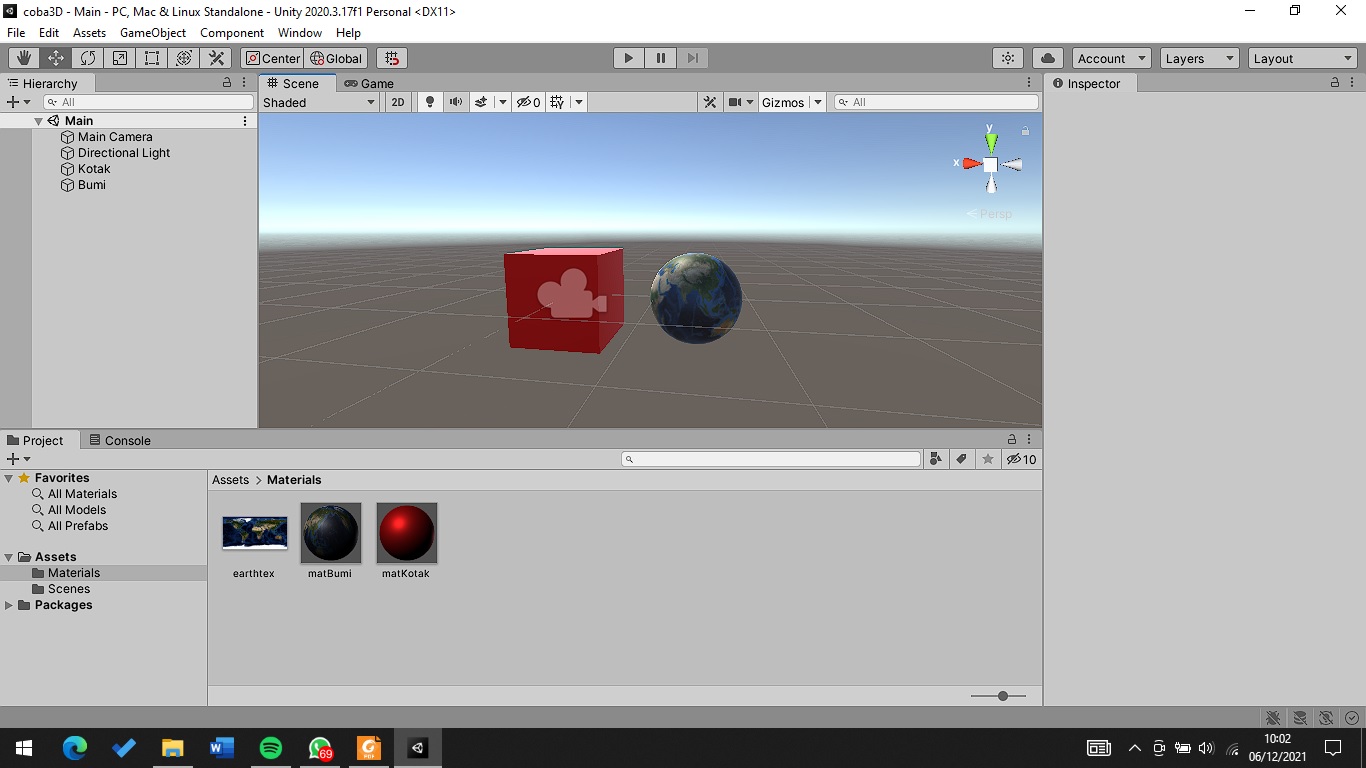 coba3D - Main - PC, Mac & Linux Standalone - Unity 2020.3.17f1 Personal <DX11>
File Edit Assets GameObject Component Window Help
Center Global Account Layers Layout
Hierarchy
All
Main
Main Camera
Directional Light
Kotak
Bumi
Scene Game
Shaded 2D 0 Gizmos All
y
x
Persp
Inspector
Project Console
10
Favorites
All Materials
All Models
All Prefabs
Assets
Materials
Scenes
Packages
Assets > Materials
earthtex matBumi matKotak
69
PDF
10:02
06/12/2021